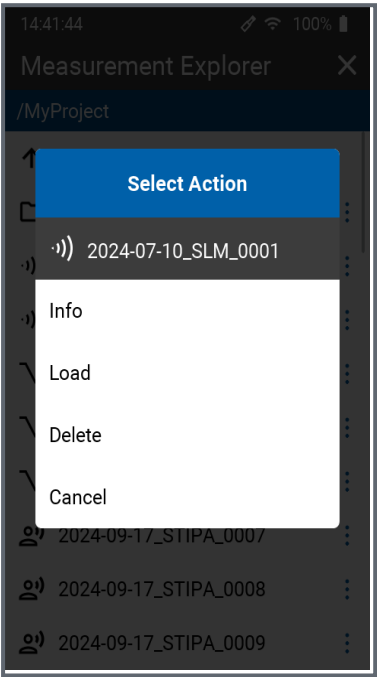 14:41:44 100%
Measurement Explorer
/MyProject
Select Action
2024-07-10_SLM_0001
Info
Load
Delete
Cancel
2024-09-17_STIPA_0007
2024-09-17_STIPA_0008
2024-09-17_STIPA_0009